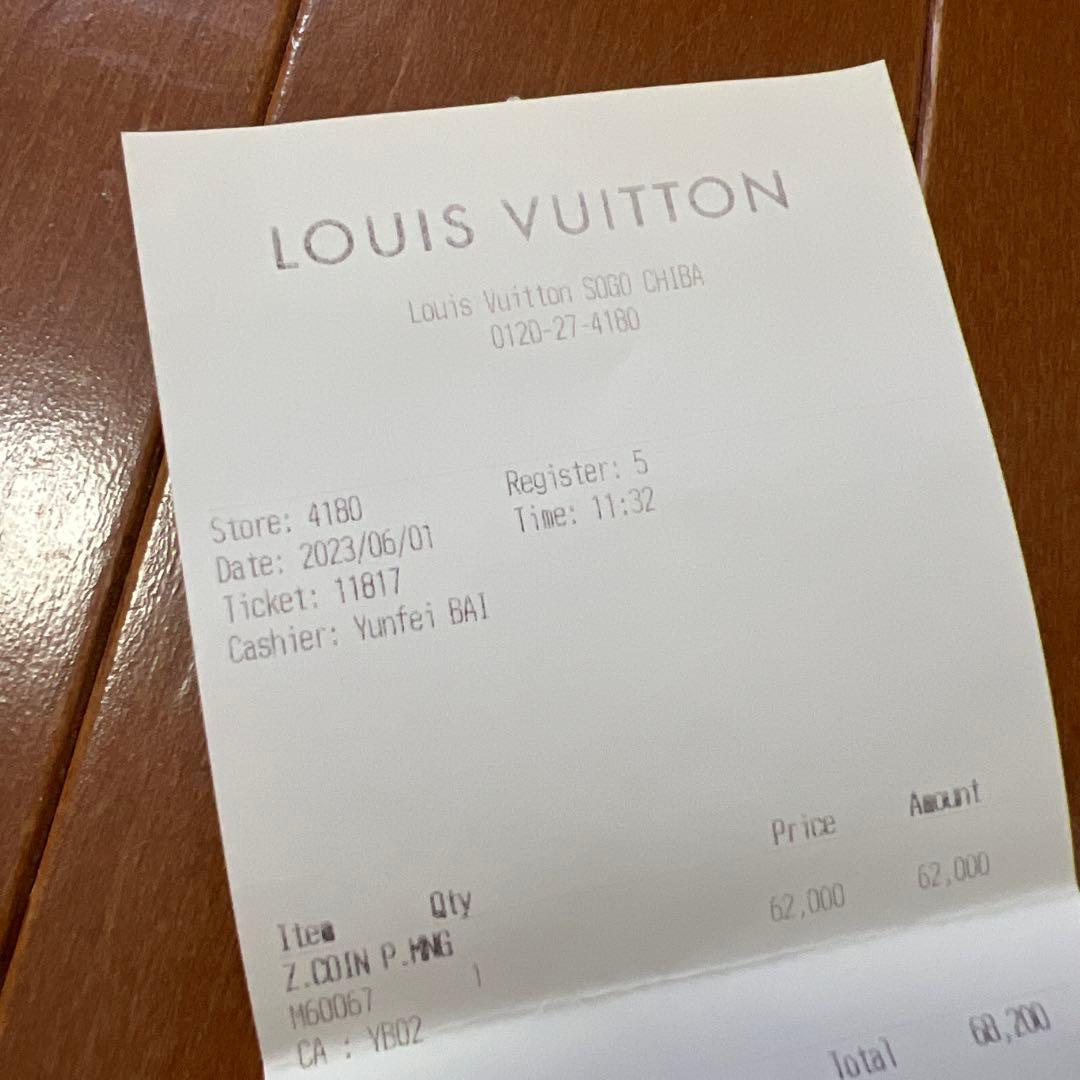 LOUIS VUITTON
Louis Vuitton SOGO CHIBA
0120-27-4180
Store: 4180 Register: 5
Date: 2023/06/01 Time: 11:32
Ticket: 11817
Cashier: Yunfei BAI
Item Qty Price Amount
Z.COIN P.MNG 62,000 62,000
M60067 1
CA : YB02
Total 68,200